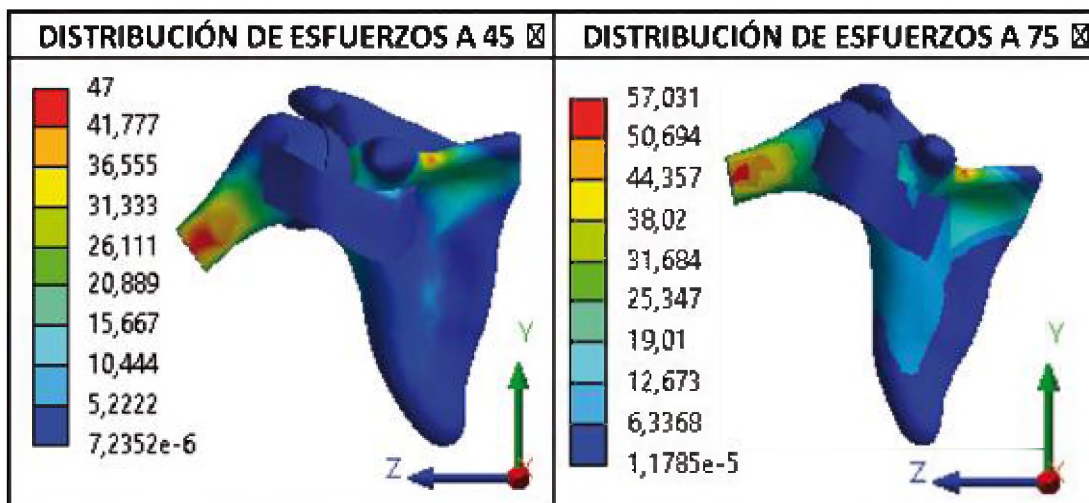 DISTRIBUCIÓN DE ESFUERZOS A 45
47
41,777
36,555
31,333
26,111
20,889
15,667
10,444
5,2222
7,2352e-6
Y
Z
X
DISTRIBUCIÓN DE ESFUERZOS A 75
57,031
50,694
44,357
38,02
31,684
25,347
19,01
12,673
6,3368
1,1785e-5
Y
Z
X